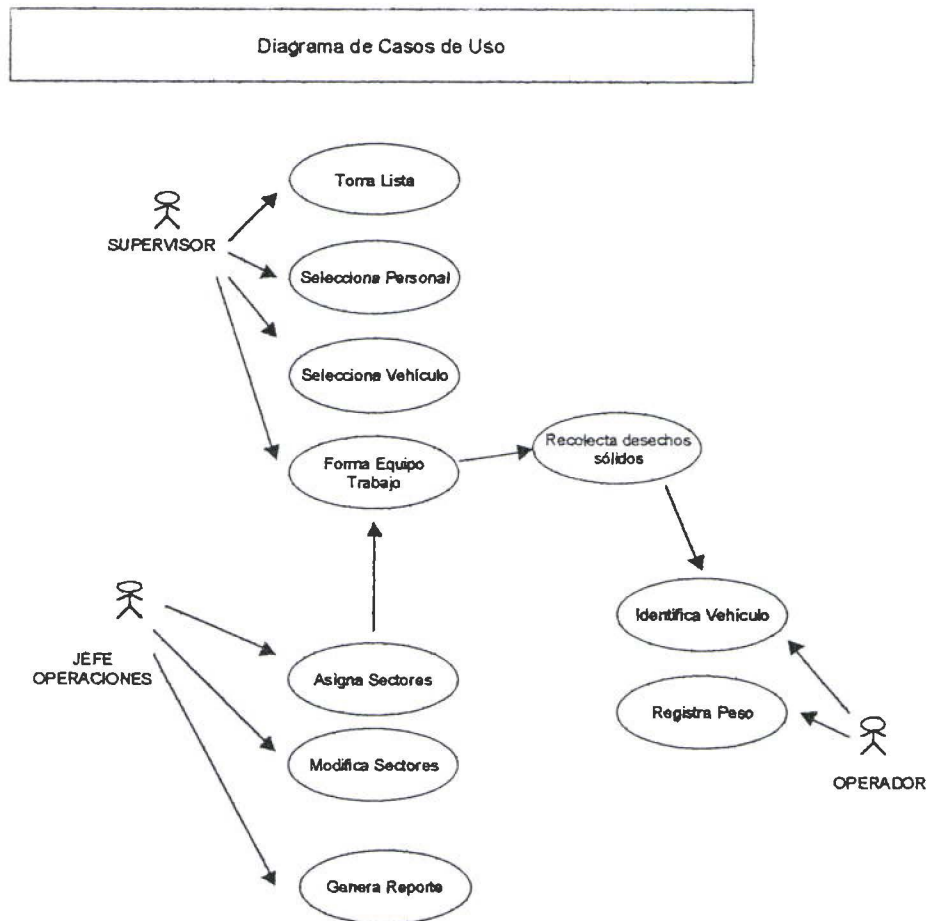 Diagrama de Casos de Uso
Toma Lista
SUPERVISOR
Selecciona Personal
Selecciona Vehículo
Forma Equipo
Trabajo
Recolecta desechos
sólidos
Identifica Vehículo
JEFE
OPERACIONES
Asigna Sectores
Registra Peso
Modifica Sectores
OPERADOR
Genera Reporte